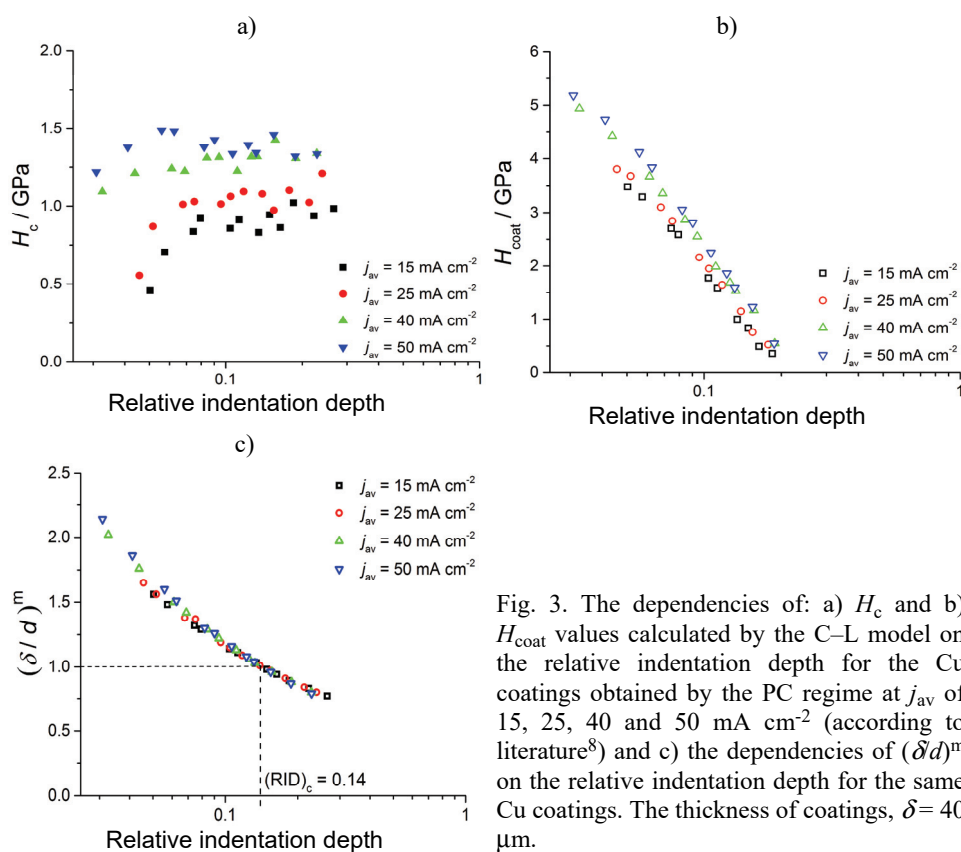 a)
2.0
1.5
1.0
0.5
0.0
H_c / GPa
j_av = 15 mA cm⁻²
j_av = 25 mA cm⁻²
j_av = 40 mA cm⁻²
j_av = 50 mA cm⁻²
0.1
1
Relative indentation depth
b)
6
5
4
3
2
1
0
H_coat / GPa
j_av = 15 mA cm⁻²
j_av = 25 mA cm⁻²
j_av = 40 mA cm⁻²
j_av = 50 mA cm⁻²
0.1
1
Relative indentation depth
c)
2.5
2.0
1.5
1.0
0.5
0.0
(δ / d)^m
j_av = 15 mA cm⁻²
j_av = 25 mA cm⁻²
j_av = 40 mA cm⁻²
j_av = 50 mA cm⁻²
(RID)_c = 0.14
0.1
1
Relative indentation depth
Fig. 3. The dependencies of: a) H_c and b)
H_coat values calculated by the C–L model on
the relative indentation depth for the Cu
coatings obtained by the PC regime at j_av of
15, 25, 40 and 50 mA cm⁻² (according to
literature⁸) and c) the dependencies of (δ/d)^m
on the relative indentation depth for the same
Cu coatings. The thickness of coatings, δ = 40
μm.